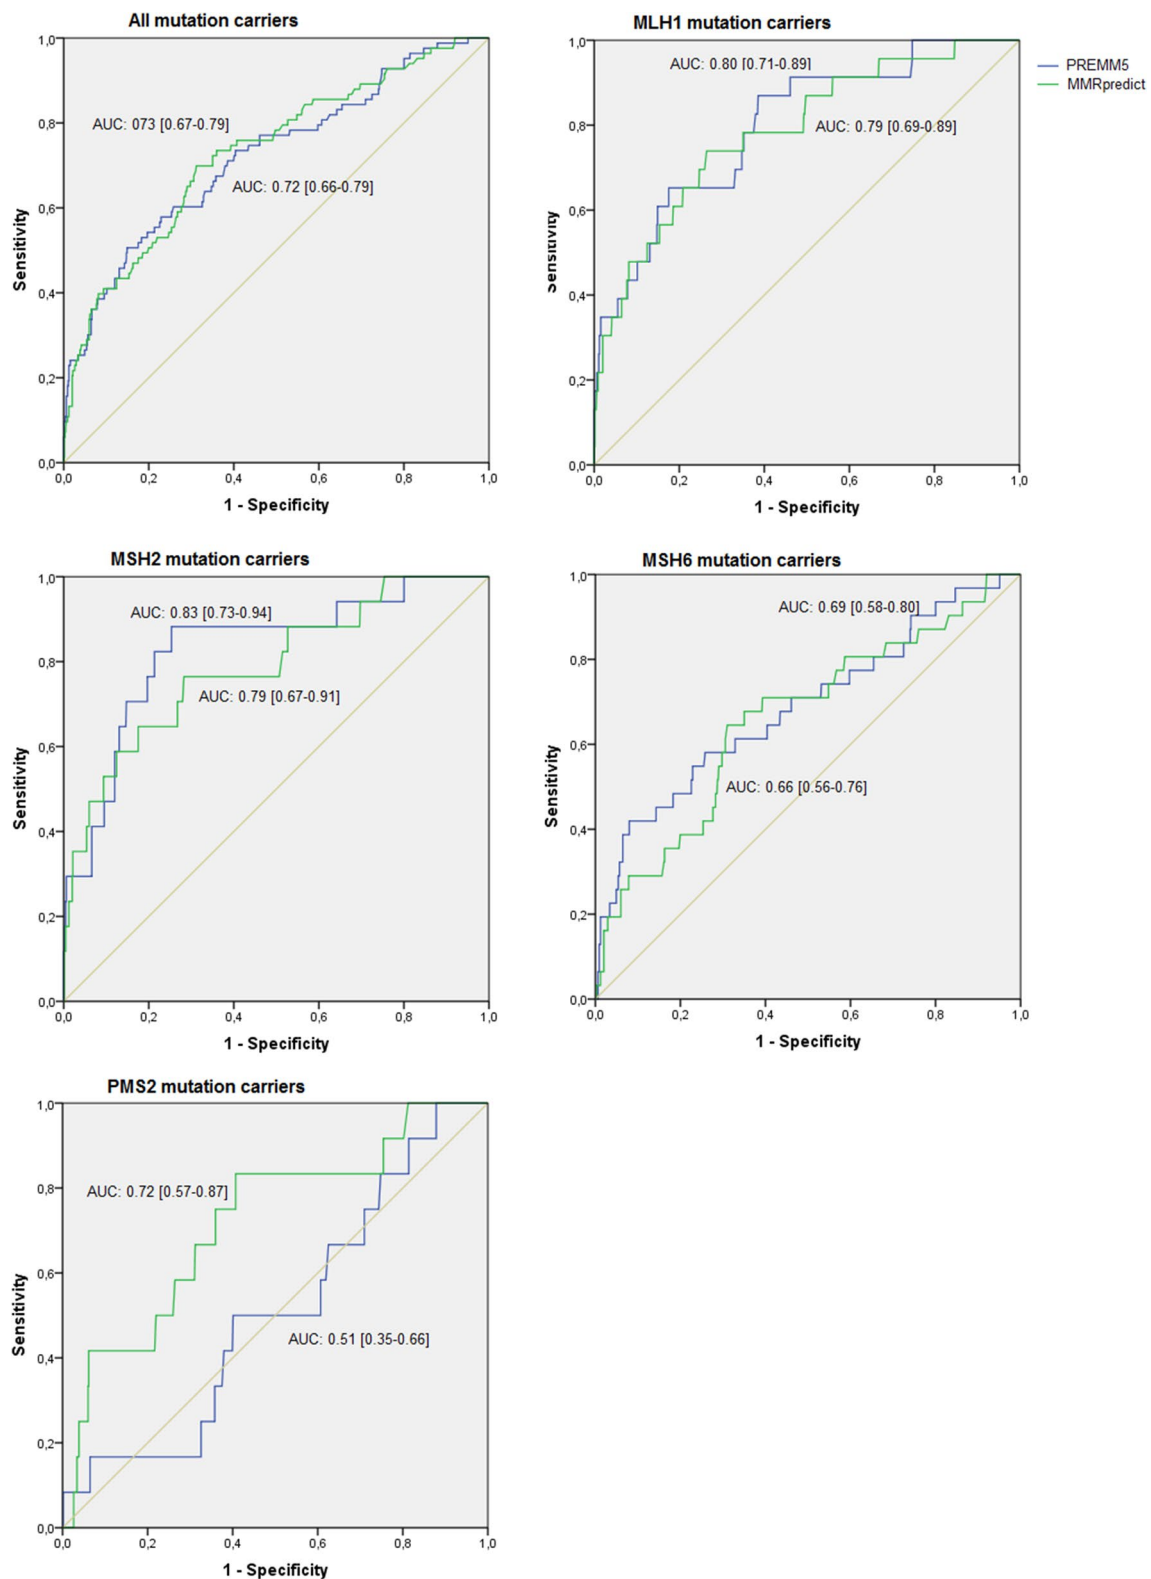 All mutation carriers
1,0
0,8
0,6
0,4
0,2
0,0
Sensitivity
AUC: 073 [0.67-0.79]
AUC: 0.72 [0.66-0.79]
0,0 0,2 0,4 0,6 0,8 1,0
1 - Specificity
MLH1 mutation carriers
1,0
0,8
0,6
0,4
0,2
0,0
Sensitivity
AUC: 0.80 [0.71-0.89]
AUC: 0.79 [0.69-0.89]
0,0 0,2 0,4 0,6 0,8 1,0
1 - Specificity
PREMM5
MMRpredict
MSH2 mutation carriers
1,0
0,8
0,6
0,4
0,2
0,0
Sensitivity
AUC: 0.83 [0.73-0.94]
AUC: 0.79 [0.67-0.91]
0,0 0,2 0,4 0,6 0,8 1,0
1 - Specificity
MSH6 mutation carriers
1,0
0,8
0,6
0,4
0,2
0,0
Sensitivity
AUC: 0.69 [0.58-0.80]
AUC: 0.66 [0.56-0.76]
0,0 0,2 0,4 0,6 0,8 1,0
1 - Specificity
PMS2 mutation carriers
1,0
0,8
0,6
0,4
0,2
0,0
Sensitivity
AUC: 0.72 [0.57-0.87]
AUC: 0.51 [0.35-0.66]
0,0 0,2 0,4 0,6 0,8 1,0
1 - Specificity